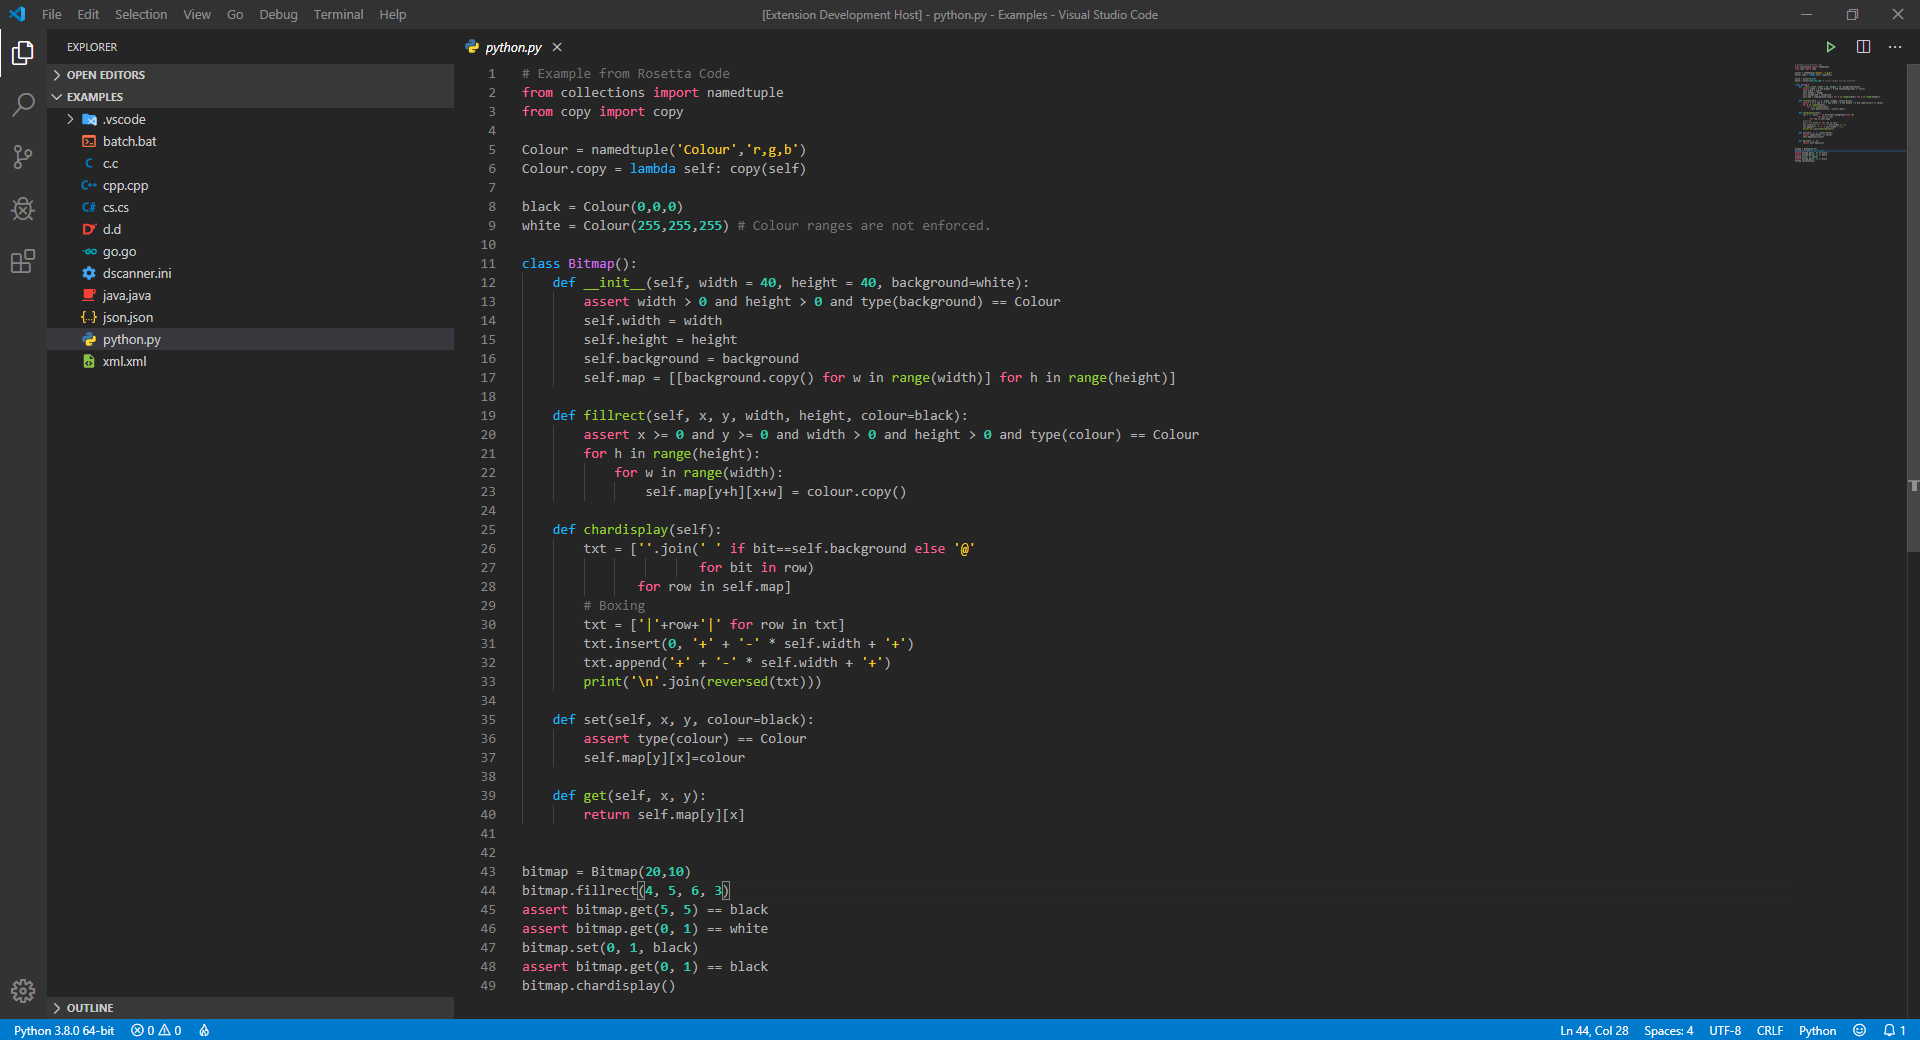 File Edit Selection View Go Debug Terminal Help
[Extension Development Host] - python.py - Examples - Visual Studio Code
EXPLORER
OPEN EDITORS
EXAMPLES
.vscode
batch.bat
C c.c
C++ cpp.cpp
C# cs.cs
D d.d
GO go.go
dscanner.ini
java.java
{..} json.json
python.py
xml.xml
OUTLINE
python.py
1 # Example from Rosetta Code
2 from collections import namedtuple
3 from copy import copy
4
5 Colour = namedtuple('Colour','r,g,b')
6 Colour.copy = lambda self: copy(self)
7
8 black = Colour(0,0,0)
9 white = Colour(255,255,255) # Colour ranges are not enforced.
10
11 class Bitmap():
12     def __init__(self, width = 40, height = 40, background=white):
13         assert width > 0 and height > 0 and type(background) == Colour
14         self.width = width
15         self.height = height
16         self.background = background
17         self.map = [[background.copy() for w in range(width)] for h in range(height)]
18
19     def fillrect(self, x, y, width, height, colour=black):
20         assert x >= 0 and y >= 0 and width > 0 and height > 0 and type(colour) == Colour
21         for h in range(height):
22             for w in range(width):
23                 self.map[y+h][x+w] = colour.copy()
24
25     def chardisplay(self):
26         txt = [''.join(' ' if bit==self.background else '@'
27                        for bit in row)
28                for row in self.map]
29         # Boxing
30         txt = ['|'+row+'|' for row in txt]
31         txt.insert(0, '+' + '-' * self.width + '+')
32         txt.append('+' + '-' * self.width + '+')
33         print('\n'.join(reversed(txt)))
34
35     def set(self, x, y, colour=black):
36         assert type(colour) == Colour
37         self.map[y][x]=colour
38
39     def get(self, x, y):
40         return self.map[y][x]
41
42
43 bitmap = Bitmap(20,10)
44 bitmap.fillrect(4, 5, 6, 3)
45 assert bitmap.get(5, 5) == black
46 assert bitmap.get(0, 1) == white
47 bitmap.set(0, 1, black)
48 assert bitmap.get(0, 1) == black
49 bitmap.chardisplay()
Python 3.8.0 64-bit 0 0
Ln 44, Col 28 Spaces: 4 UTF-8 CRLF Python 1